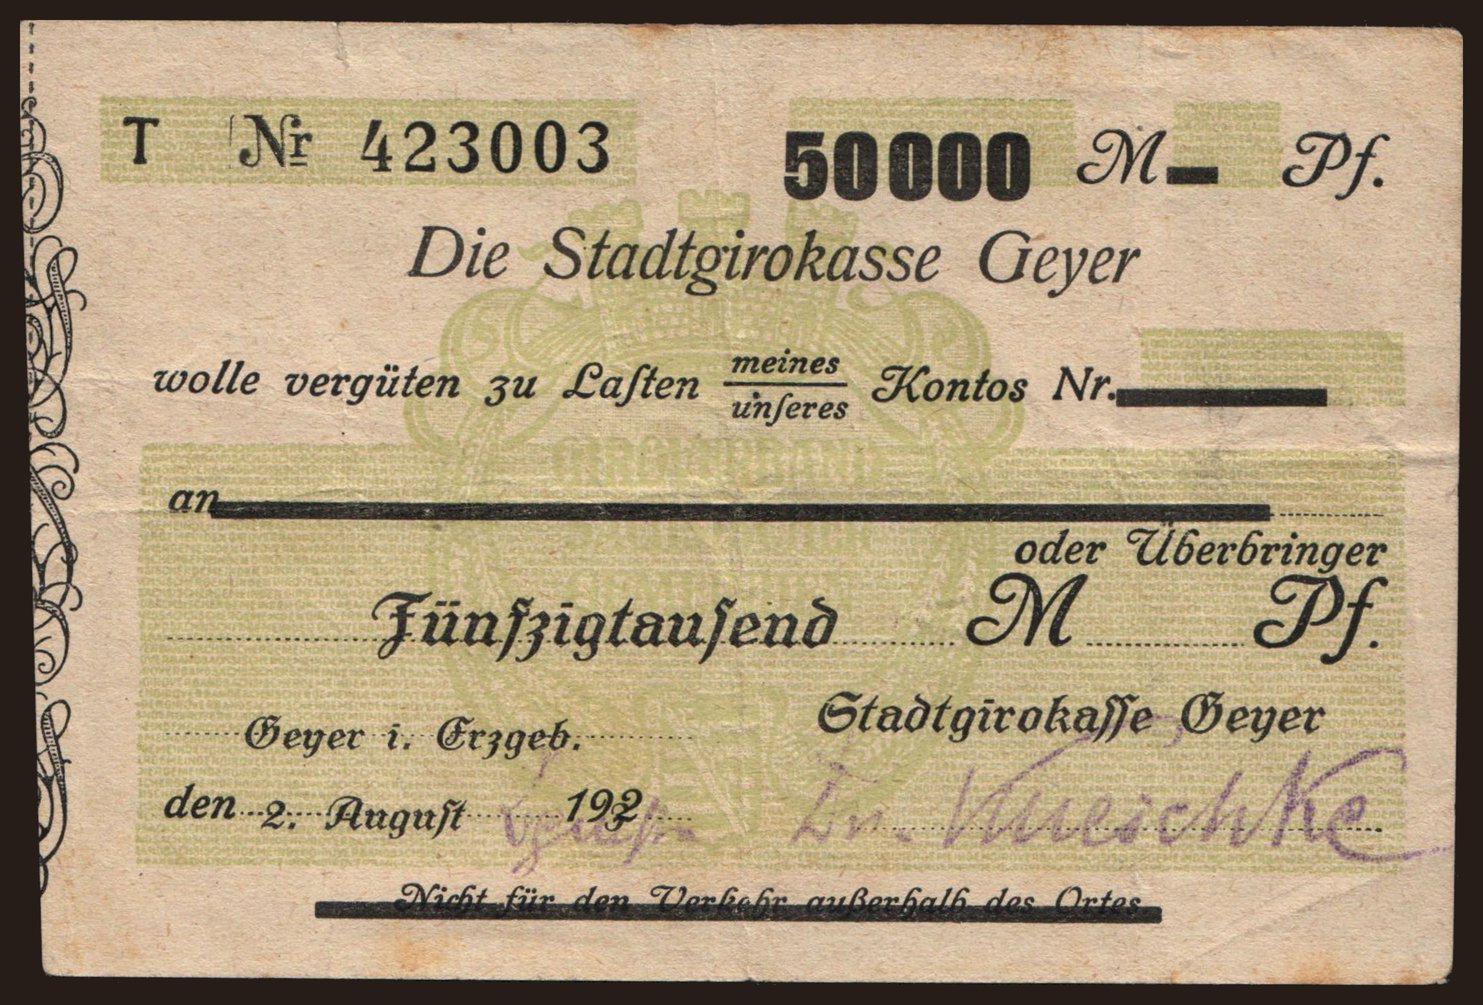 T Nr 423003 50000 M Pf.
Die Stadtgirokasse Geyer
wolle vergüten zu Laſten meines
unſeres Kontos Nr.
an
oder Überbringer
Fünfzigtauſend M Pf.
Stadtgirokaſſe Geyer
Geyer i. Erzgeb.
den 2. Auguſt 192
Nicht für den Verkehr außerhalb des Ortes